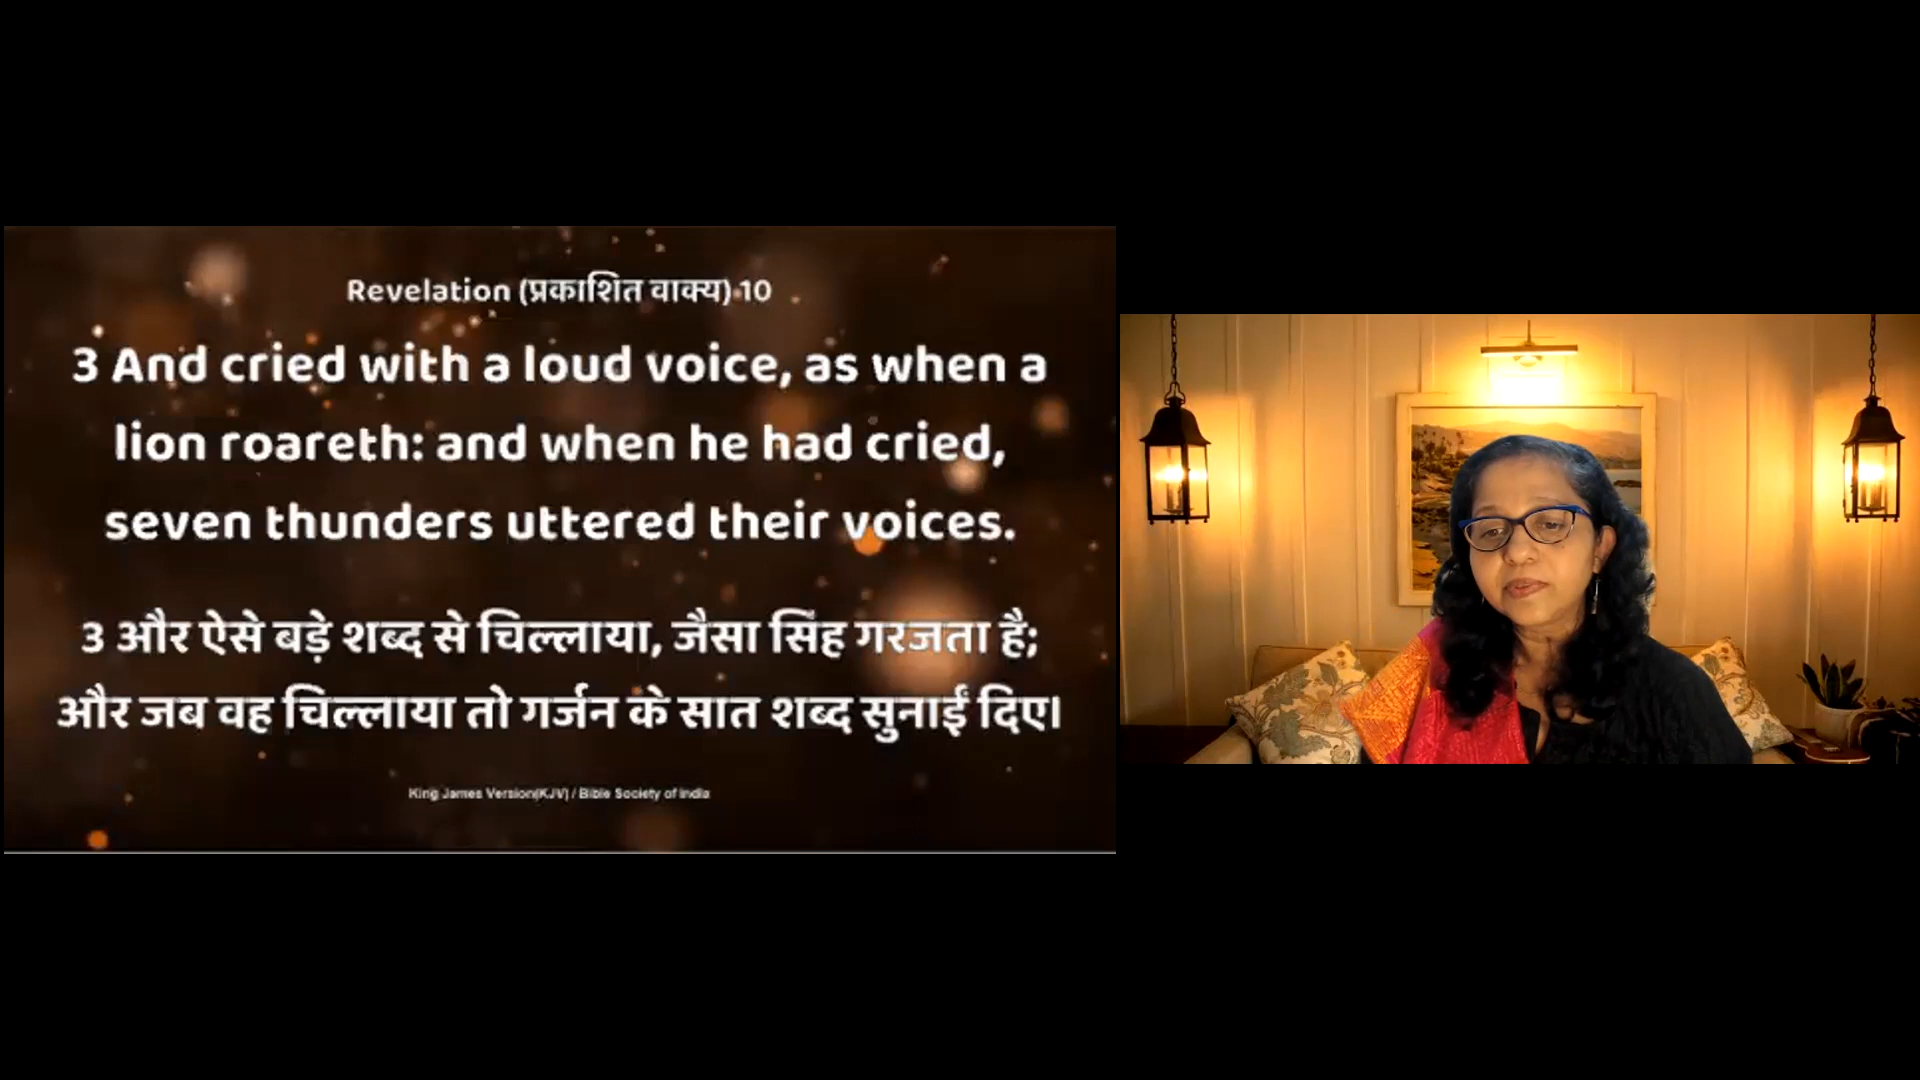 Revelation (प्रकाशित वाक्य) 10
3 And cried with a loud voice, as when a
lion roareth: and when he had cried,
seven thunders uttered their voices.
3 और ऐसे बड़े शब्द से चिल्लाया, जैसा सिंह गरजता है;
और जब वह चिल्लाया तो गर्जन के सात शब्द सुनाई दिए।
King James Version(KJV) / Bible Society of India